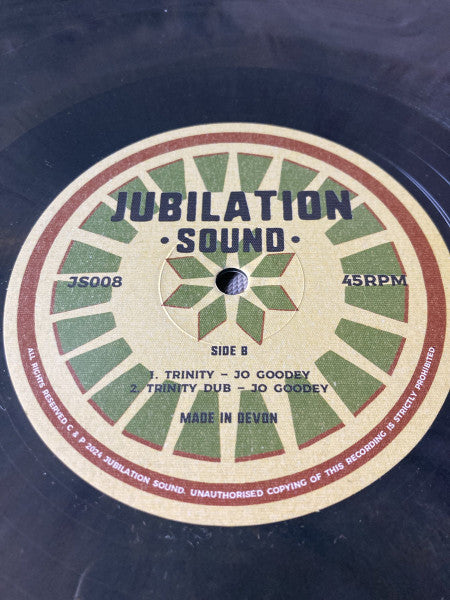 JUBILATION
• SOUND •
JS008
45RPM
SIDE B
1. TRINITY – JO GOODEY
2. TRINITY DUB – JO GOODEY
MADE IN DEVON
ALL RIGHTS RESERVED C & P 2024 JUBILATION SOUND. UNAUTHORISED COPYING OF THIS RECORDING IS STRICTLY PROHIBITED